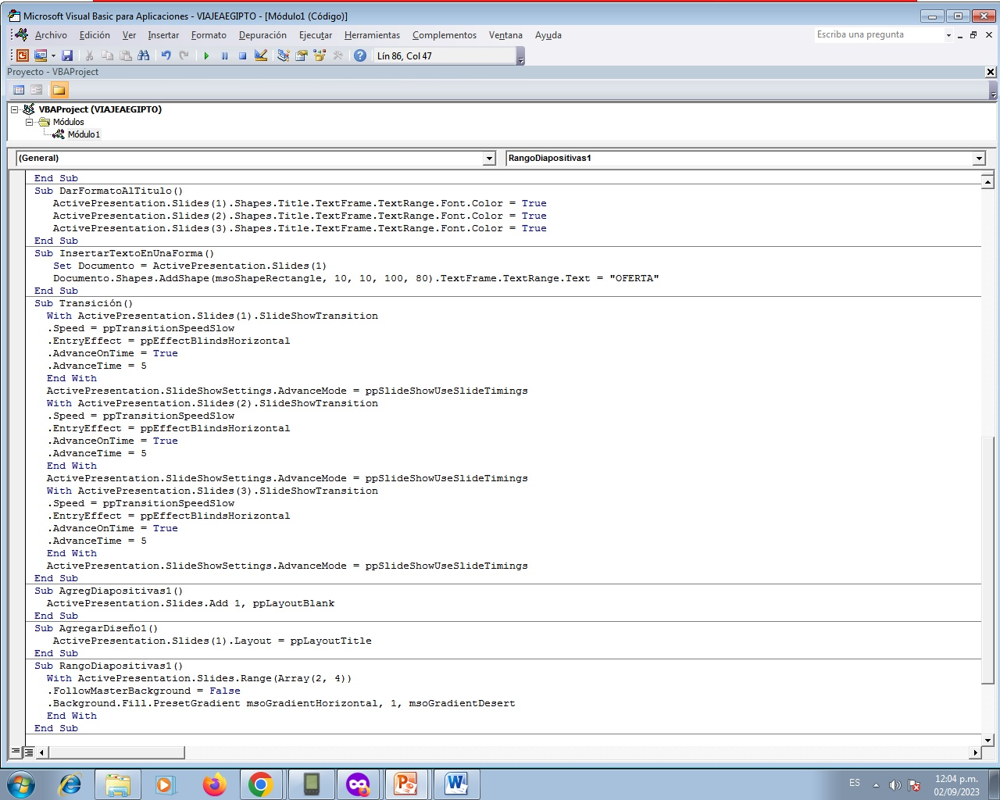 Microsoft Visual Basic para Aplicaciones - VIAJEAEGIPTO - [Módulo1 (Código)]
Archivo Edición Ver Insertar Formato Depuración Ejecutar Herramientas Complementos Ventana Ayuda Escriba una pregunta
Lín 86, Col 47
Proyecto - VBAProject
VBAProject (VIAJEAEGIPTO)
Módulos
Módulo1
(General) RangoDiapositivas1
End Sub
Sub DarFormatoAlTitulo()
ActivePresentation.Slides(1).Shapes.Title.TextFrame.TextRange.Font.Color = True
ActivePresentation.Slides(2).Shapes.Title.TextFrame.TextRange.Font.Color = True
ActivePresentation.Slides(3).Shapes.Title.TextFrame.TextRange.Font.Color = True
End Sub
Sub InsertarTextoEnUnaForma()
Set Documento = ActivePresentation.Slides(1)
Documento.Shapes.AddShape(msoShapeRectangle, 10, 10, 100, 80).TextFrame.TextRange.Text = "OFERTA"
End Sub
Sub Transición()
With ActivePresentation.Slides(1).SlideShowTransition
.Speed = ppTransitionSpeedSlow
.EntryEffect = ppEffectBlindsHorizontal
.AdvanceOnTime = True
.AdvanceTime = 5
End With
ActivePresentation.SlideShowSettings.AdvanceMode = ppSlideShowUseSlideTimings
With ActivePresentation.Slides(2).SlideShowTransition
.Speed = ppTransitionSpeedSlow
.EntryEffect = ppEffectBlindsHorizontal
.AdvanceOnTime = True
.AdvanceTime = 5
End With
ActivePresentation.SlideShowSettings.AdvanceMode = ppSlideShowUseSlideTimings
With ActivePresentation.Slides(3).SlideShowTransition
.Speed = ppTransitionSpeedSlow
.EntryEffect = ppEffectBlindsHorizontal
.AdvanceOnTime = True
.AdvanceTime = 5
End With
ActivePresentation.SlideShowSettings.AdvanceMode = ppSlideShowUseSlideTimings
End Sub
Sub AgregDiapositivas1()
ActivePresentation.Slides.Add 1, ppLayoutBlank
End Sub
Sub AgregarDiseño1()
ActivePresentation.Slides(1).Layout = ppLayoutTitle
End Sub
Sub RangoDiapositivas1()
With ActivePresentation.Slides.Range(Array(2, 4))
.FollowMasterBackground = False
.Background.Fill.PresetGradient msoGradientHorizontal, 1, msoGradientDesert
End With
End Sub
ES 12:04 p.m.
02/09/2023